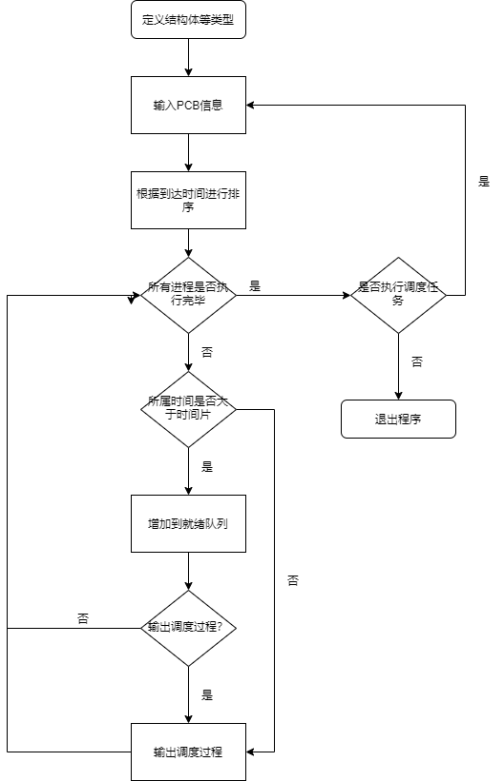 定义结构体等类型
输入PCB信息
是
根据到达时间进行排
序
所有进程是否执
行完毕
是
是否执行调度任
务
否
否
所属时间是否大
于时间片
退出程序
是
增加到就绪队列
否
否
输出调度过程?
是
输出调度过程